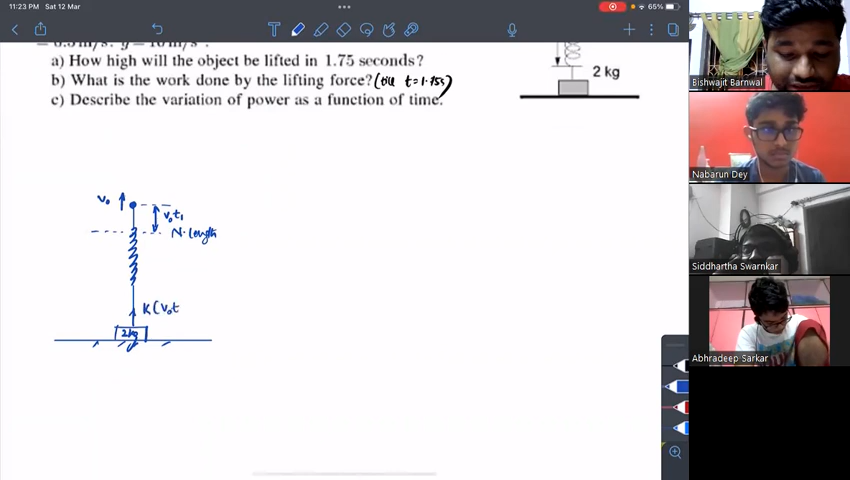 11:23 PM Sat 12 Mar
65%
a) How high will the object be lifted in 1.75 seconds?
b) What is the work done by the lifting force? (till t=1.75s)
c) Describe the variation of power as a function of time.
2 kg
v₀
v₀t₁
N.length
K(v₀t
2kg
Bishwajit Barnwal
Nabarun Dey
Siddhartha Swarnkar
Abhradeep Sarkar